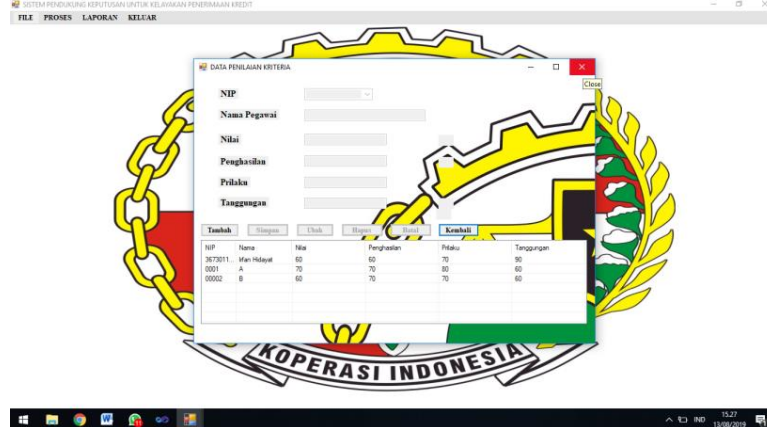 SISTEM PENDUKUNG KEPUTUSAN UNTUK KELAYAKAN PENERIMAAN KREDIT
FILE PROSES LAPORAN KELUAR
DATA PENILAIAN KRITERIA
Close
NIP
Nama Pegawai
Nilai
Penghasilan
Prilaku
Tanggungan
Tambah Simpan Ubah Hapus Batal Kembali
NIP Nama Nilai Penghasilan Prilaku Tanggungan
3673011... Irfan Hidayat 60 60 70 90
0001 A 70 70 80 60
00002 B 60 70 70 60
KOPERASI INDONESIA
IND 15.27
13/08/2019